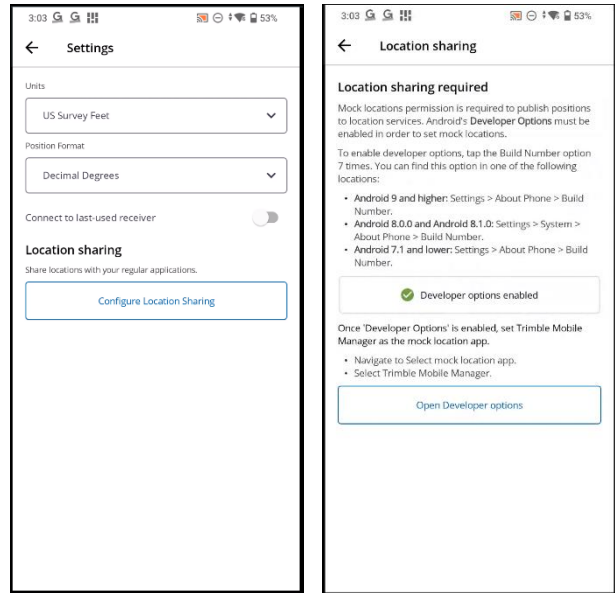 3:03 G G
53%
Settings
Units
US Survey Feet
Position Format
Decimal Degrees
Connect to last-used receiver
Location sharing
Share locations with your regular applications.
Configure Location Sharing
3:03 G G
53%
Location sharing
Location sharing required
Mock locations permission is required to publish positions
to location services. Android's Developer Options must be
enabled in order to set mock locations.
To enable developer options, tap the Build Number option
7 times. You can find this option in one of the following
locations:
• Android 9 and higher: Settings > About Phone > Build
Number.
• Android 8.0.0 and Android 8.1.0: Settings > System >
About Phone > Build Number.
• Android 7.1 and lower: Settings > About Phone > Build
Number.
Developer options enabled
Once 'Developer Options' is enabled, set Trimble Mobile
Manager as the mock location app.
• Navigate to Select mock location app.
• Select Trimble Mobile Manager.
Open Developer options